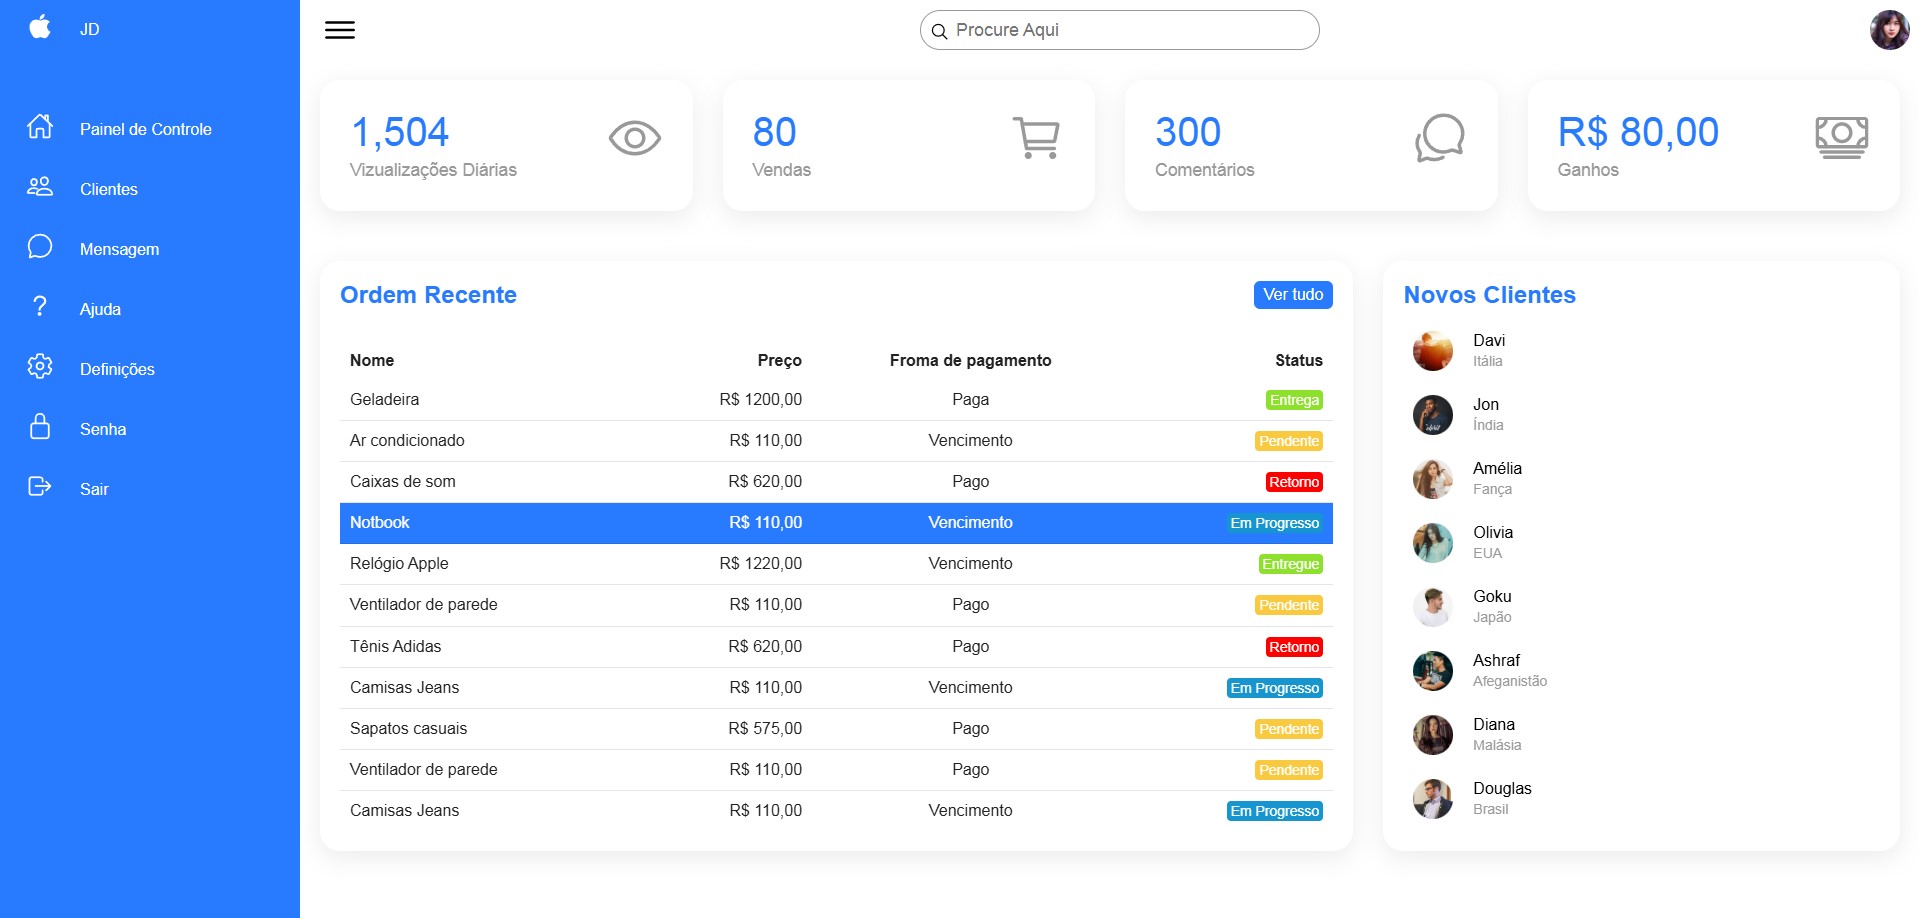 JD
Painel de Controle
Clientes
Mensagem
Ajuda
Definições
Senha
Sair
Procure Aqui
1,504
Vizualizações Diárias
80
Vendas
300
Comentários
R$ 80,00
Ganhos
Ordem Recente Ver tudo
Nome Preço Froma de pagamento Status
Geladeira R$ 1200,00 Paga Entrega
Ar condicionado R$ 110,00 Vencimento Pendente
Caixas de som R$ 620,00 Pago Retorno
Notbook R$ 110,00 Vencimento Em Progresso
Relógio Apple R$ 1220,00 Vencimento Entregue
Ventilador de parede R$ 110,00 Pago Pendente
Tênis Adidas R$ 620,00 Pago Retorno
Camisas Jeans R$ 110,00 Vencimento Em Progresso
Sapatos casuais R$ 575,00 Pago Pendente
Ventilador de parede R$ 110,00 Pago Pendente
Camisas Jeans R$ 110,00 Vencimento Em Progresso
Novos Clientes
Davi
Itália
Jon
Índia
Amélia
Fança
Olivia
EUA
Goku
Japão
Ashraf
Afeganistão
Diana
Malásia
Douglas
Brasil